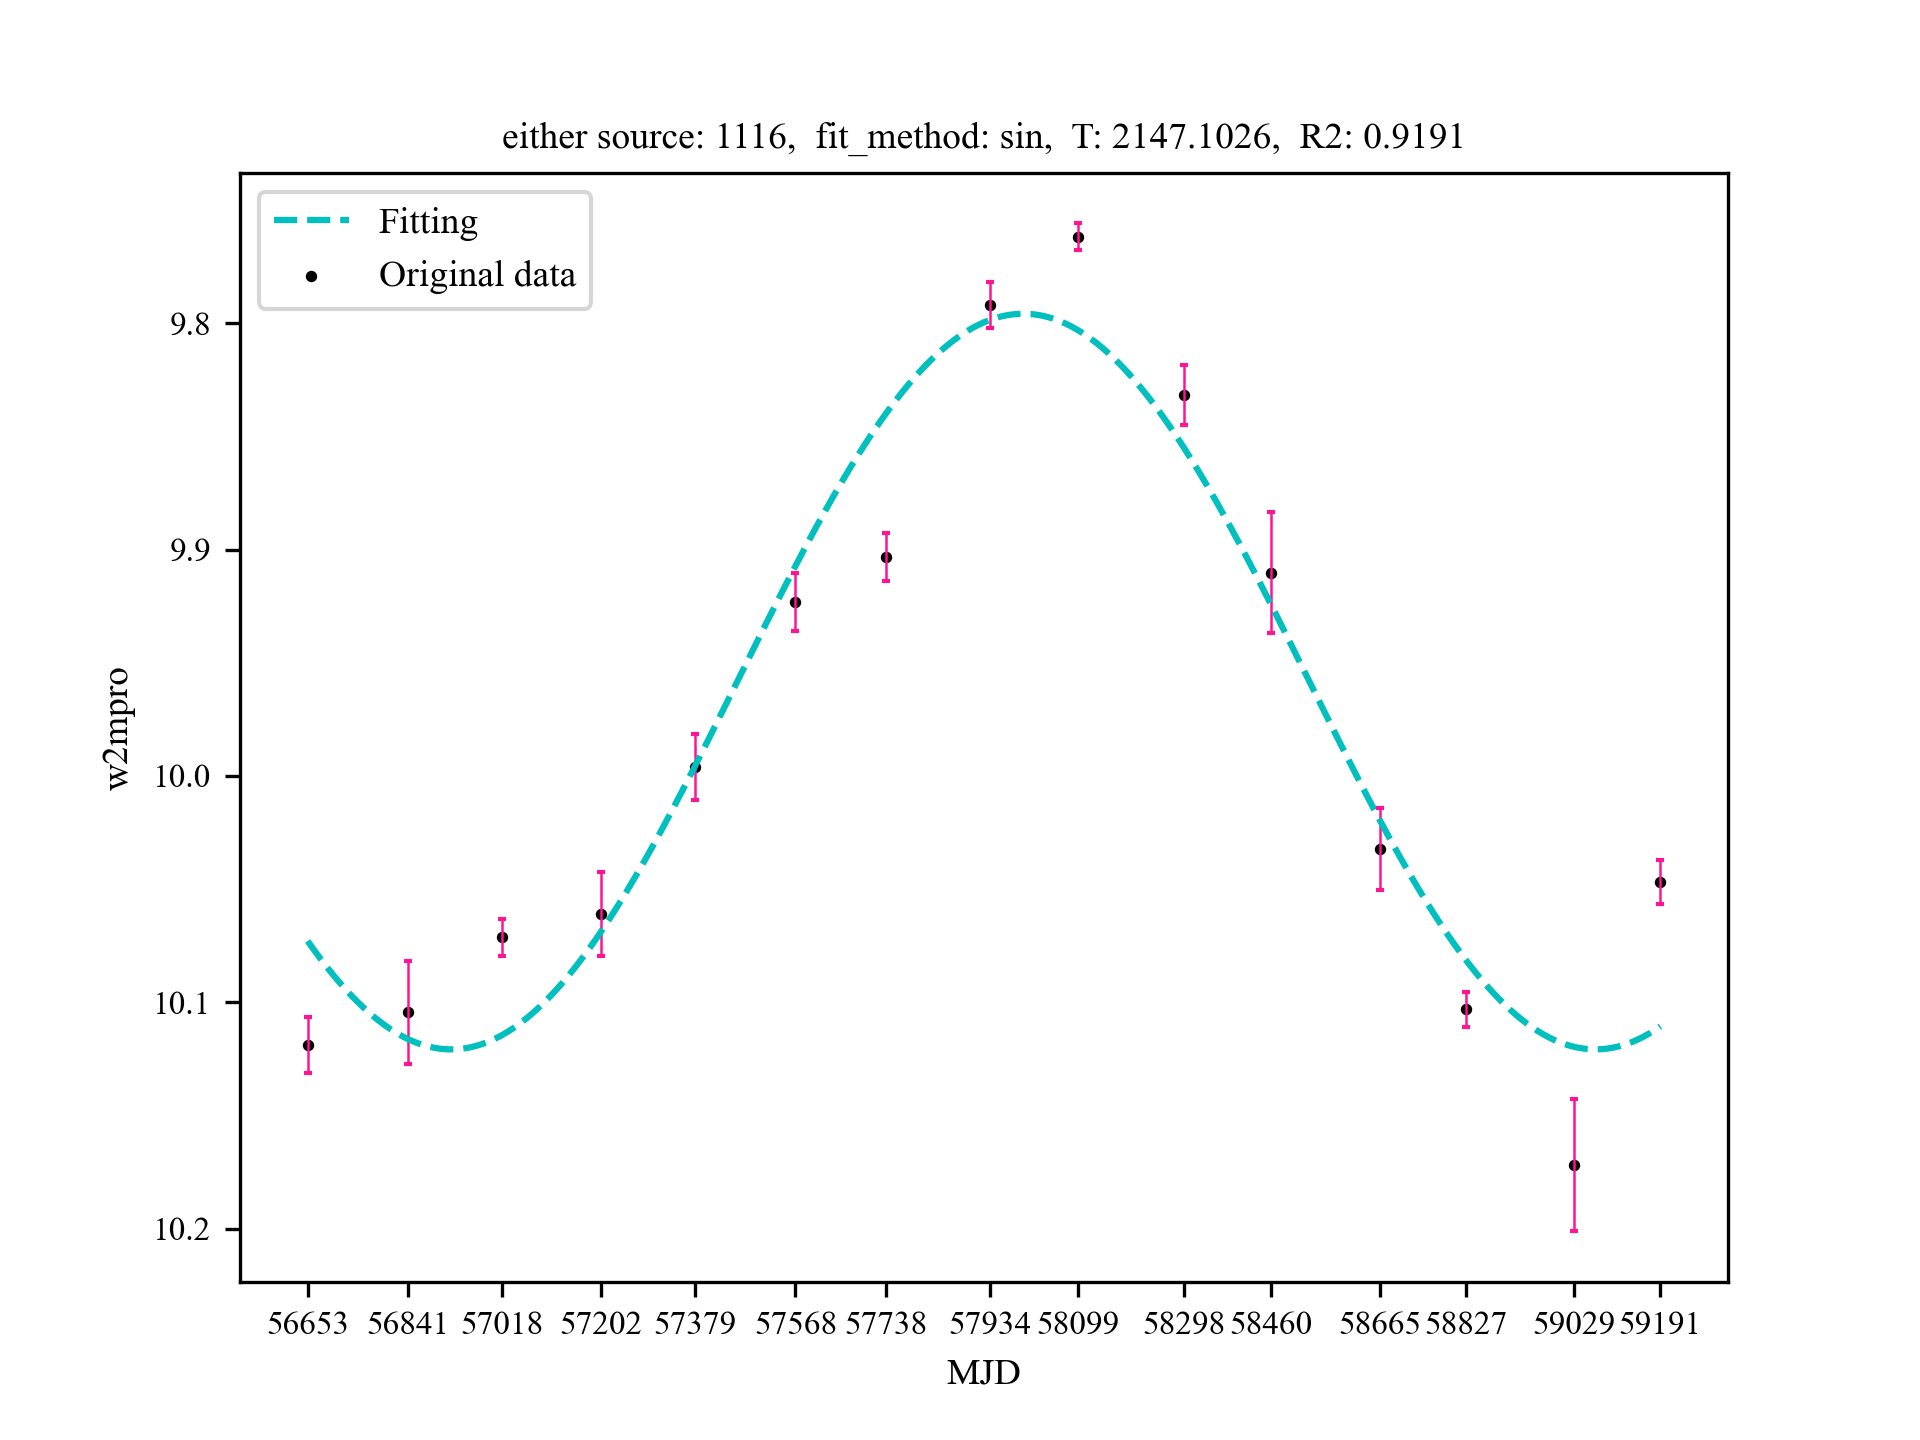 either source: 1116,  fit_method: sin,  T: 2147.1026,  R2: 0.9191
Fitting
Original data
9.8
9.9
10.0
10.1
10.2
w2mpro
56653 56841 57018 57202 57379 57568 57738 57934 58099 58298 58460 58665 58827 59029 59191
MJD